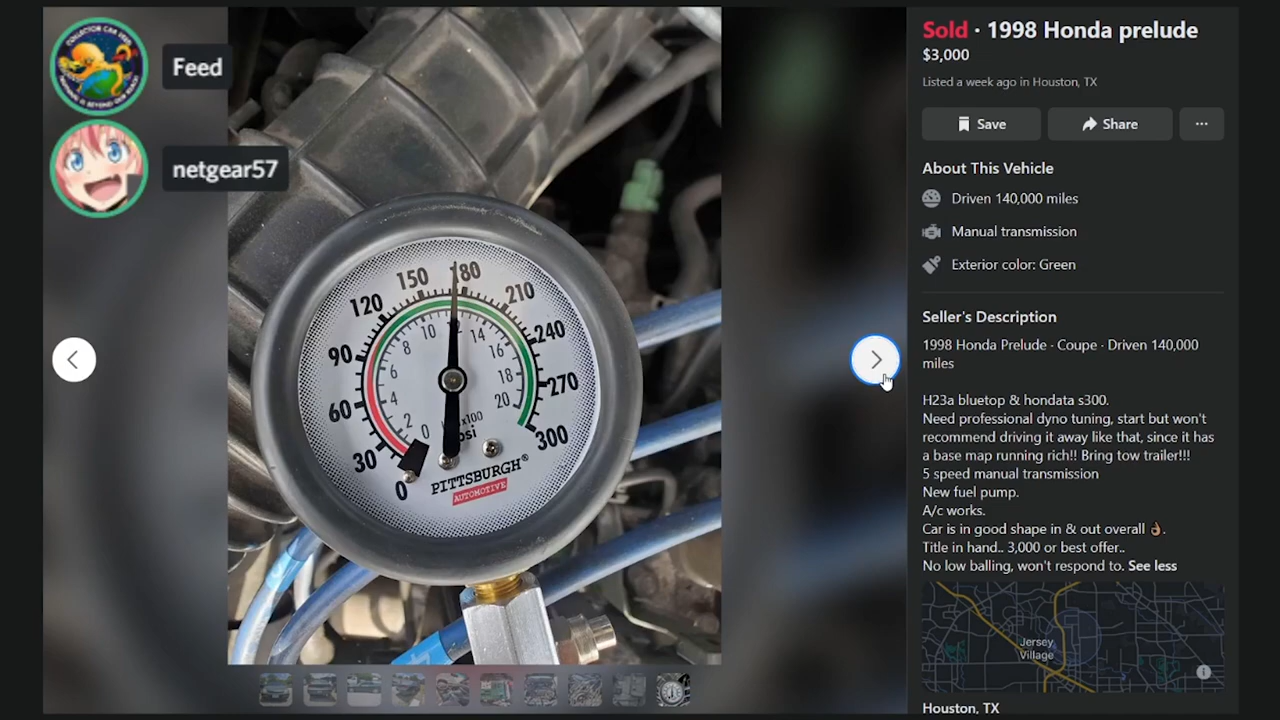 Feed
netgear57
0
30
60
90
120
150
180
210
240
270
300
0
2
4
6
8
10
12
14
16
18
20
PITTSBURGH®
AUTOMOTIVE
Sold · 1998 Honda prelude
$3,000
Listed a week ago in Houston, TX
Save
Share
About This Vehicle
Driven 140,000 miles
Manual transmission
Exterior color: Green
Seller's Description
1998 Honda Prelude · Coupe · Driven 140,000
miles
H23a bluetop & hondata s300.
Need professional dyno tuning, start but won't
recommend driving it away like that, since it has
a base map running rich!! Bring tow trailer!!!
5 speed manual transmission
New fuel pump.
A/c works.
Car is in good shape in & out overall 👌🏾.
Title in hand.. 3,000 or best offer..
No low balling, won't respond to. See less
Jersey
Village
Houston, TX